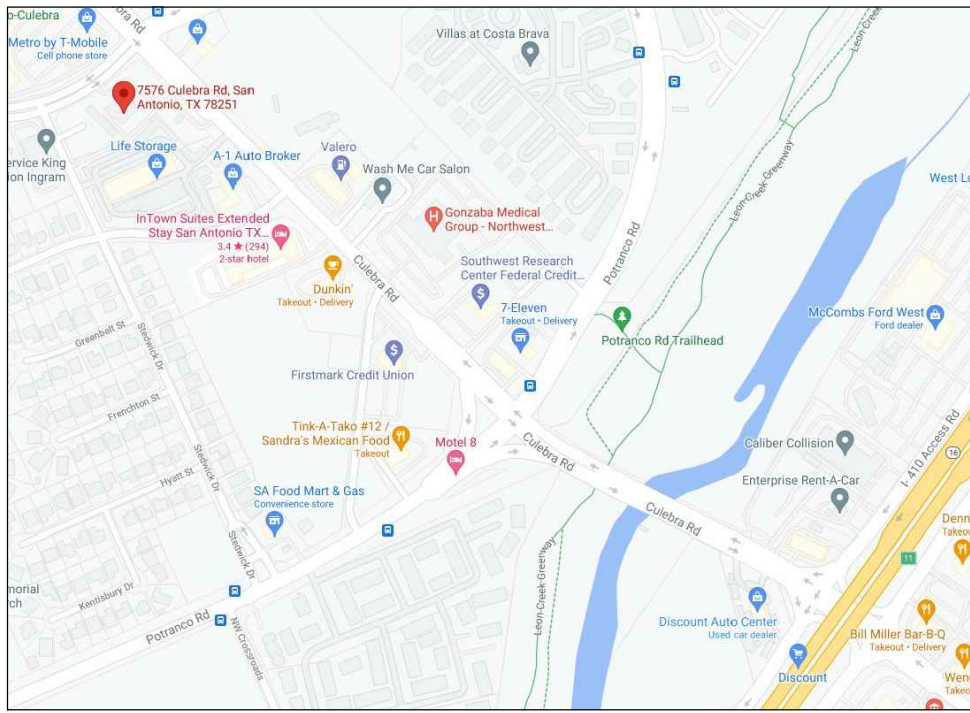 o-Culebra
Metro by T-Mobile
Cell phone store
Culebra Rd
Villas at Costa Brava
7576 Culebra Rd, San
Antonio, TX 78251
Leon-Creek-Greenway
ervice King
ion Ingram
Life Storage
A-1 Auto Broker
Valero
Wash Me Car Salon
Leon-Creek-Greenway
West Lo
InTown Suites Extended
Stay San Antonio TX...
3.4 ★ (294)
2-star hotel
Gonzaba Medical
Group - Northwest...
Potranco Rd
Culebra Rd
Southwest Research
Center Federal Credit...
Dunkin'
Takeout • Delivery
7-Eleven
Takeout • Delivery
McCombs Ford West
Ford dealer
Greenbelt St
Stedwick Dr
Potranco Rd Trailhead
Firstmark Credit Union
Frenchton St
Tink-A-Tako #12 /
Sandra's Mexican Food
Takeout
Motel 8
Culebra Rd
Caliber Collision
I- 410 Access Rd
16
Hyatt St
Stedwick Dr
Enterprise Rent-A-Car
SA Food Mart & Gas
Convenience store
Culebra Rd
Denn
Takeou
Stedwick Dr
Leon-Creek-Greenway
11
morial
rch
Kentisbury Dr
Potranco Rd
NW Crossroads
Discount Auto Center
Used car dealer
Bill Miller Bar-B-Q
Takeout • Delivery
Discount
Wen
Takeo